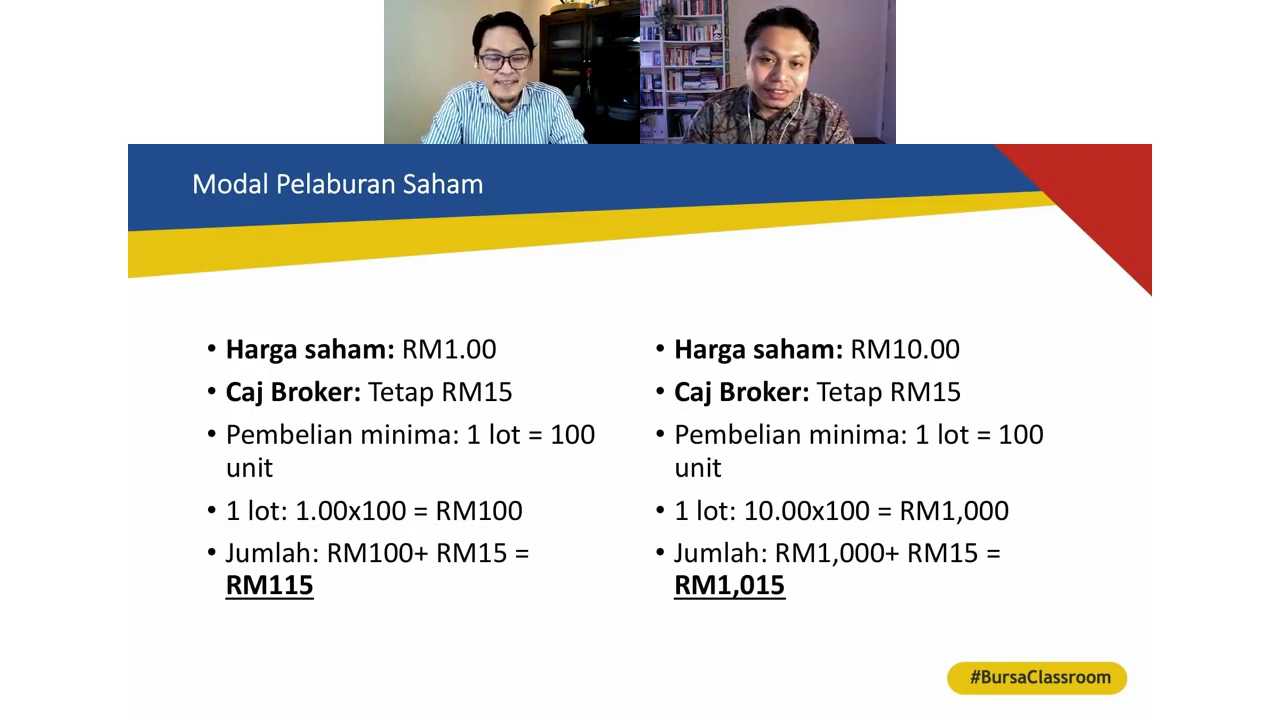 Modal Pelaburan Saham
• Harga saham: RM1.00
• Caj Broker: Tetap RM15
• Pembelian minima: 1 lot = 100
unit
• 1 lot: 1.00x100 = RM100
• Jumlah: RM100+ RM15 =
RM115
• Harga saham: RM10.00
• Caj Broker: Tetap RM15
• Pembelian minima: 1 lot = 100
unit
• 1 lot: 10.00x100 = RM1,000
• Jumlah: RM1,000+ RM15 =
RM1,015
#BursaClassroom